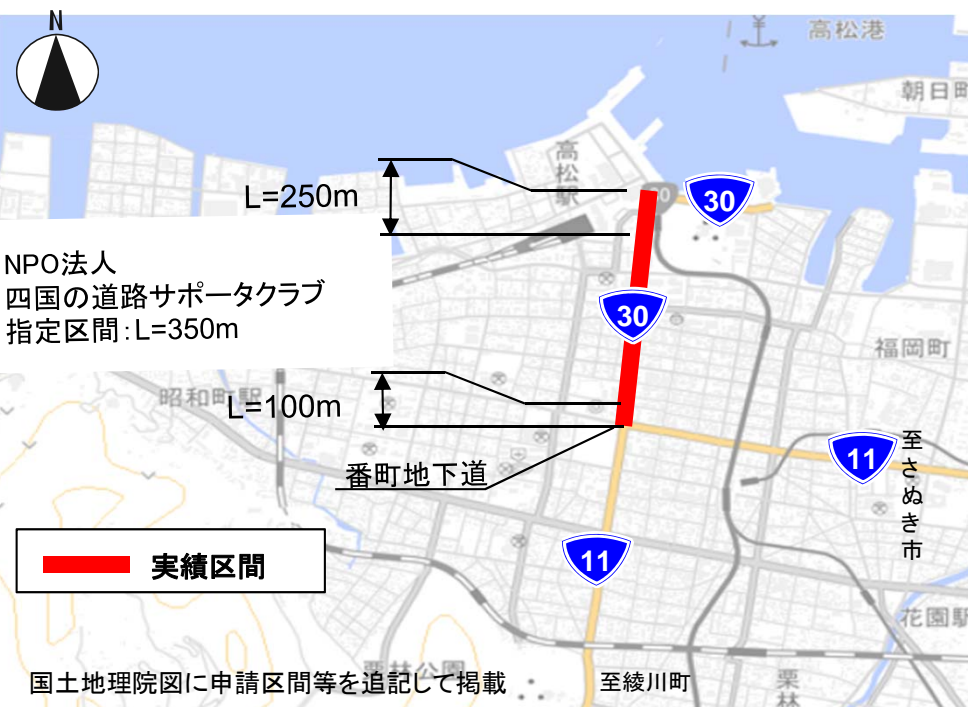 N
高松港
朝日町
高松駅
30
L=250m
30
NPO法人
四国の道路サポータクラブ
指定区間：L=350m
30
福岡町
昭和町駅
L=100m
11
至さぬき市
番町地下道
11
実績区間
花園駅
栗林公園
国土地理院図に申請区間等を追記して掲載
至綾川町
栗林